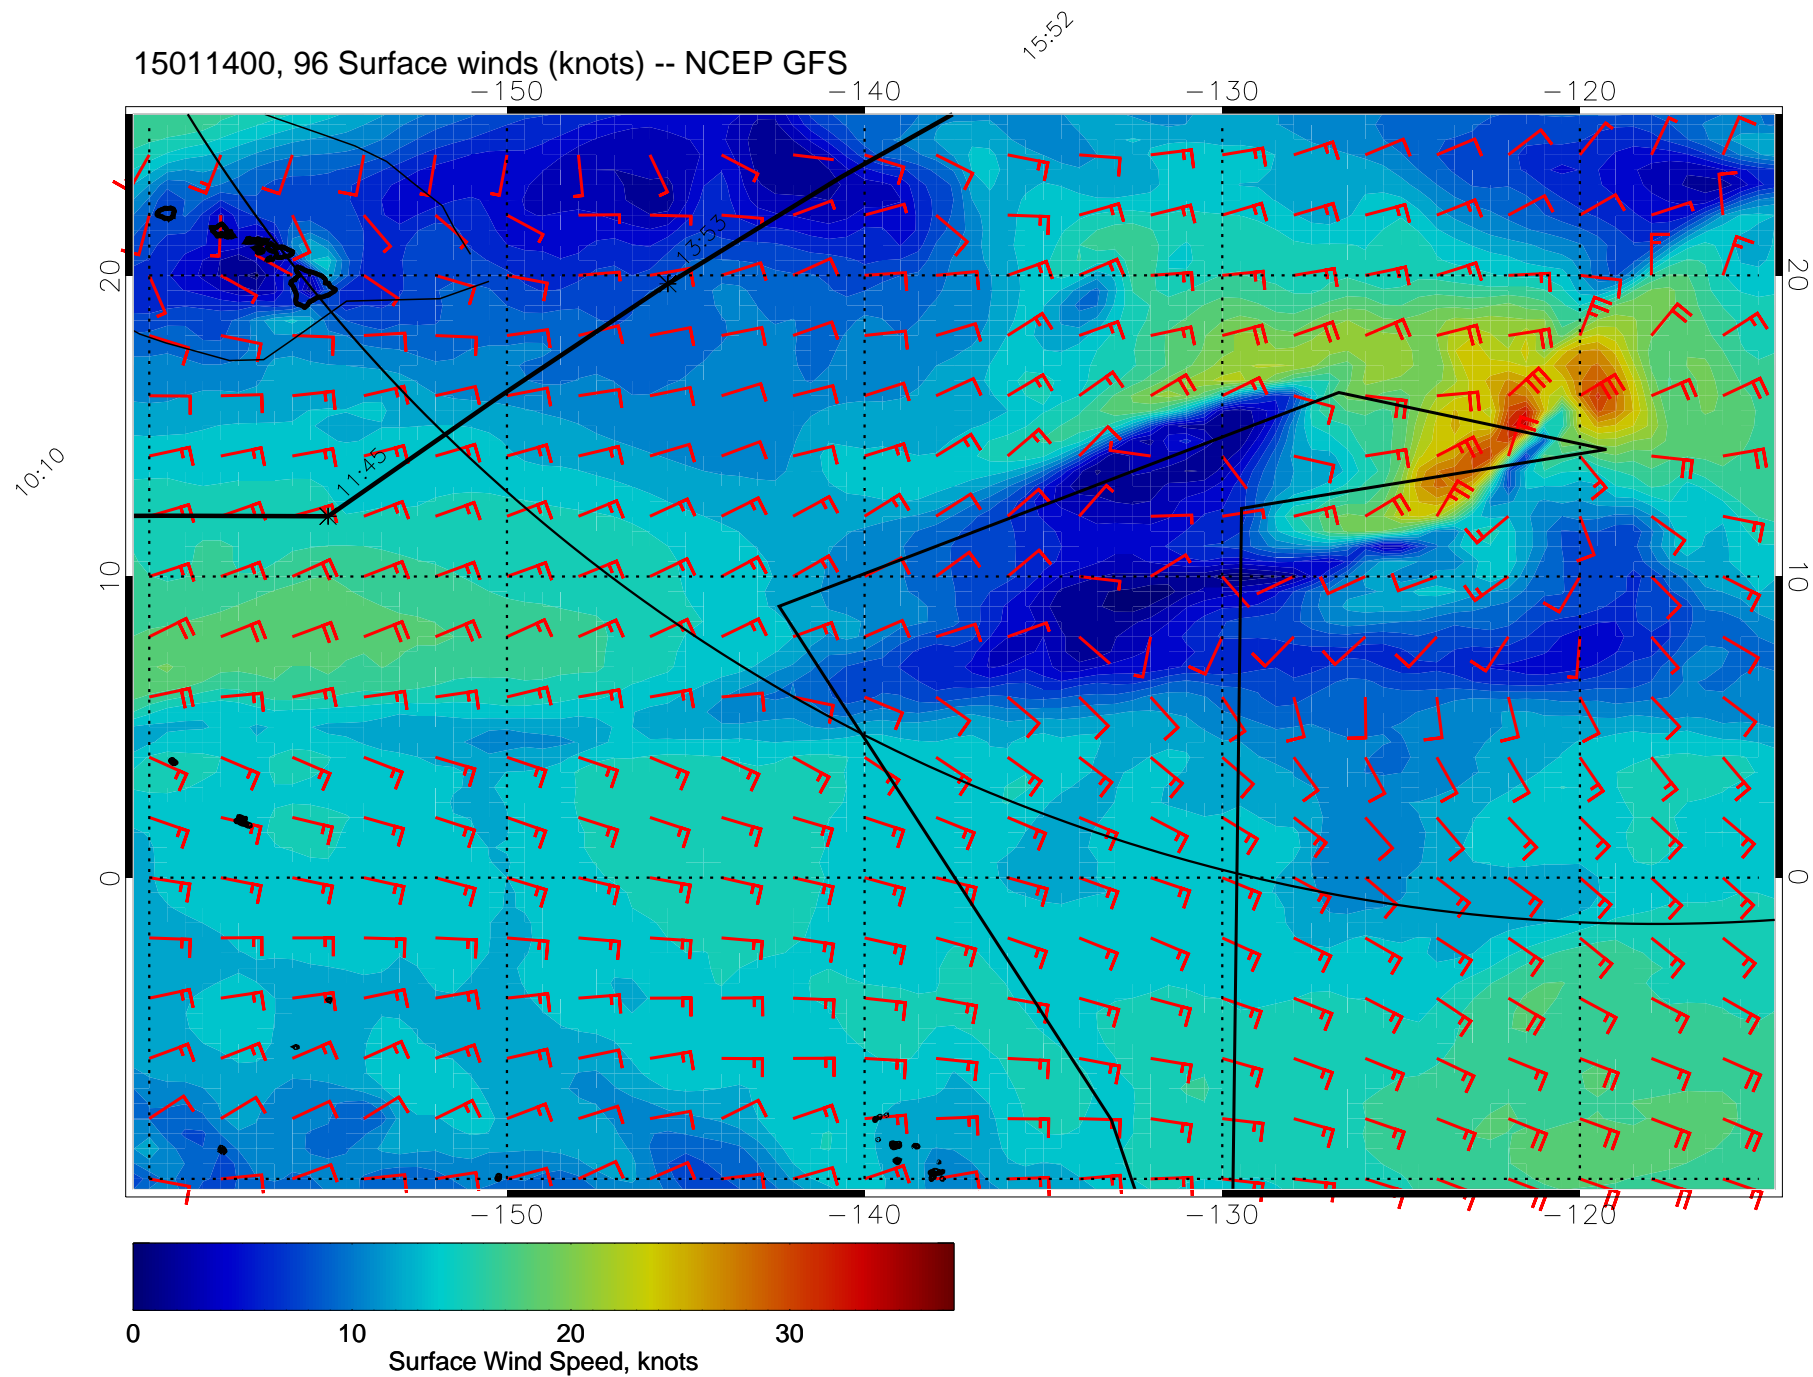 15:52
15011400, 96 Surface winds (knots) -- NCEP GFS
−150 −140 −130 −120
13:53
20 20
10:10
11:45
10 10
0 0
−150 −140 −130 −120
0 10 20 30
Surface Wind Speed, knots